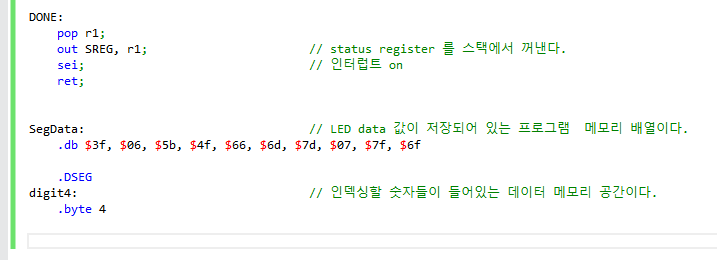 DONE:
pop r1;
out SREG, r1; // status register 를 스택에서 꺼낸다.
sei; // 인터럽트 on
ret;
SegData: // LED data 값이 저장되어 있는 프로그램 메모리 배열이다.
.db $3f, $06, $5b, $4f, $66, $6d, $7d, $07, $7f, $6f
.DSEG
digit4: // 인덱싱할 숫자들이 들어있는 데이터 메모리 공간이다.
.byte 4